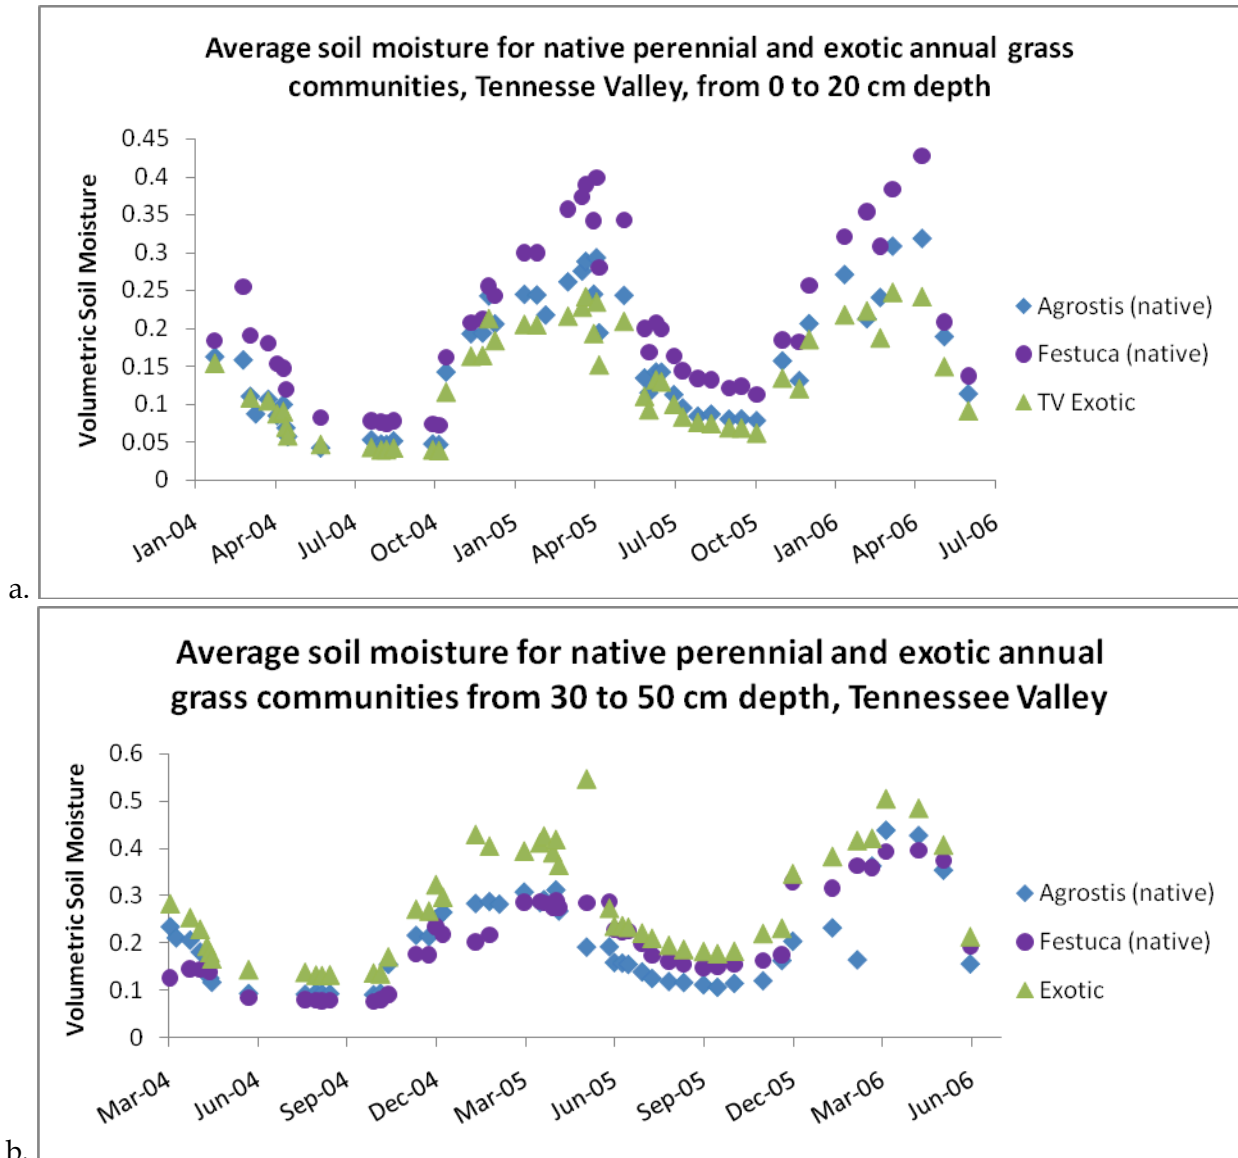 Average soil moisture for native perennial and exotic annual grass
communities, Tennesse Valley, from 0 to 20 cm depth
Volumetric Soil Moisture
0.45
0.4
0.35
0.3
0.25
0.2
0.15
0.1
0.05
0
Jan-04
Apr-04
Jul-04
Oct-04
Jan-05
Apr-05
Jul-05
Oct-05
Jan-06
Apr-06
Jul-06
Agrostis (native)
Festuca (native)
TV Exotic
a.
Average soil moisture for native perennial and exotic annual
grass communities from 30 to 50 cm depth, Tennessee Valley
Volumetric Soil Moisture
0.6
0.5
0.4
0.3
0.2
0.1
0
Mar-04
Jun-04
Sep-04
Dec-04
Mar-05
Jun-05
Sep-05
Dec-05
Mar-06
Jun-06
Agrostis (native)
Festuca (native)
Exotic
b.